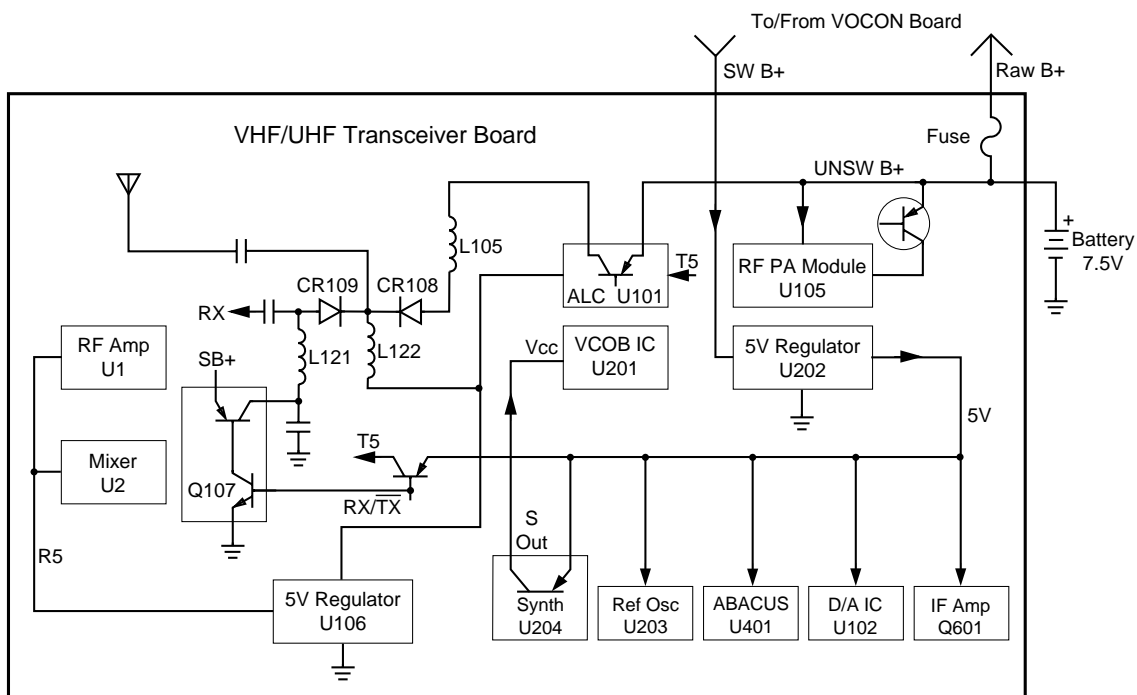 To/From VOCON Board
SW B+
Raw B+
VHF/UHF Transceiver Board
Fuse
UNSW B+
L105
+
Battery
7.5V
T5
ALC U101
RF PA Module
U105
CR109
CR108
RX
RF Amp
U1
L121
L122
Vcc
VCOB IC
U201
5V Regulator
U202
SB+
5V
T5
Mixer
U2
Q107
RX/TX
S
Out
R5
5V Regulator
U106
Synth
U204
Ref Osc
U203
ABACUS
U401
D/A IC
U102
IF Amp
Q601